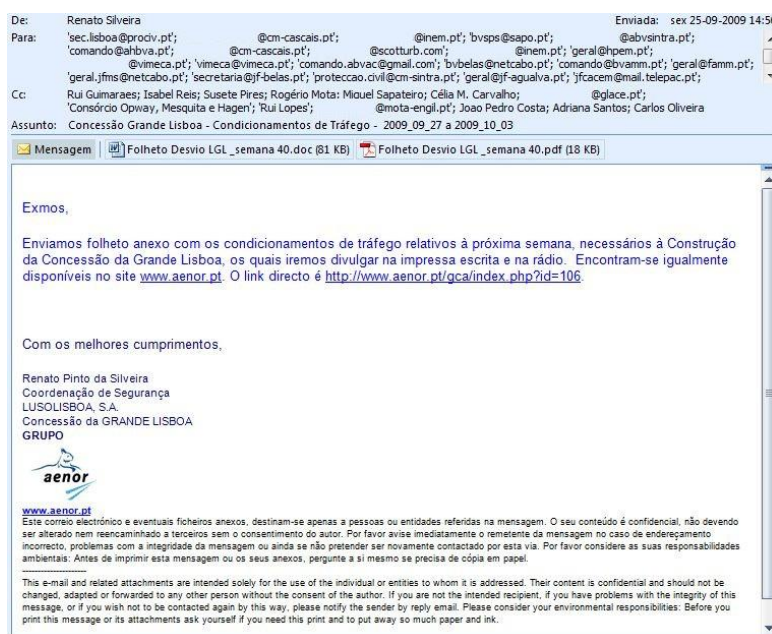 De: Renato Silveira Enviada: sex 25-09-2009 14:50
Para: 'sec.lisboa@prociv.pt'; @cm-cascais.pt'; @inem.pt'; 'bvsps@sapo.pt'; @abvsintra.pt';
'comando@ahbva.pt'; @cm-cascais.pt'; @scotturb.com'; @inem.pt'; 'geral@hpem.pt';
@vimeca.pt'; 'vimeca@vimeca.pt'; 'comando.abvac@gmail.com'; 'bvbelas@netcabo.pt'; 'comando@bvamm.pt'; 'geral@famm.pt';
'geral.jfms@netcabo.pt'; 'secretaria@jf-belas.pt'; 'proteccao.civil@cm-sintra.pt'; 'geral@jf-agualva.pt'; 'jfcacem@mail.telepac.pt';
Cc: Rui Guimaraes; Isabel Reis; Susete Pires; Rogério Mota; Miguel Sapateiro; Célia M. Carvalho; @glace.pt';
'Consórcio Opway, Mesquita e Hagen'; 'Rui Lopes'; @mota-engil.pt'; Joao Pedro Costa; Adriana Santos; Carlos Oliveira
Assunto: Concessão Grande Lisboa - Condicionamentos de Tráfego - 2009_09_27 a 2009_10_03
Mensagem Folheto Desvio LGL _semana 40.doc (81 KB) Folheto Desvio LGL _semana 40.pdf (18 KB)
Exmos,
Enviamos folheto anexo com os condicionamentos de tráfego relativos à próxima semana, necessários à Construção
da Concessão da Grande Lisboa, os quais iremos divulgar na impressa escrita e na rádio. Encontram-se igualmente
disponíveis no site www.aenor.pt. O link directo é http://www.aenor.pt/gca/index.php?id=106.
Com os melhores cumprimentos,
Renato Pinto da Silveira
Coordenação de Segurança
LUSOLISBOA, S.A.
Concessão da GRANDE LISBOA
GRUPO
aenor
www.aenor.pt
Este correio electrónico e eventuais ficheiros anexos, destinam-se apenas a pessoas ou entidades referidas na mensagem. O seu conteúdo é confidencial, não devendo
ser alterado nem reencaminhado a terceiros sem o consentimento do autor. Por favor avise imediatamente o remetente da mensagem no caso de endereçamento
incorrecto, problemas com a integridade da mensagem ou ainda se não pretender ser novamente contactado por esta via. Por favor considere as suas responsabilidades
ambientais: Antes de imprimir esta mensagem ou os seus anexos, pergunte a si mesmo se precisa de cópia em papel.
---------------------
This e-mail and related attachments are intended solely for the use of the individual or entities to whom it is addressed. Their content is confidential and should not be
changed, adapted or forwarded to any other person without the consent of the author. If you are not the intended recipient, if you have problems with the integrity of this
message, or if you wish not to be contacted again by this way, please notify the sender by reply email. Please consider your environmental responsibilities: Before you
print this message or its attachments ask yourself if you need this print and to put away so much paper and ink.